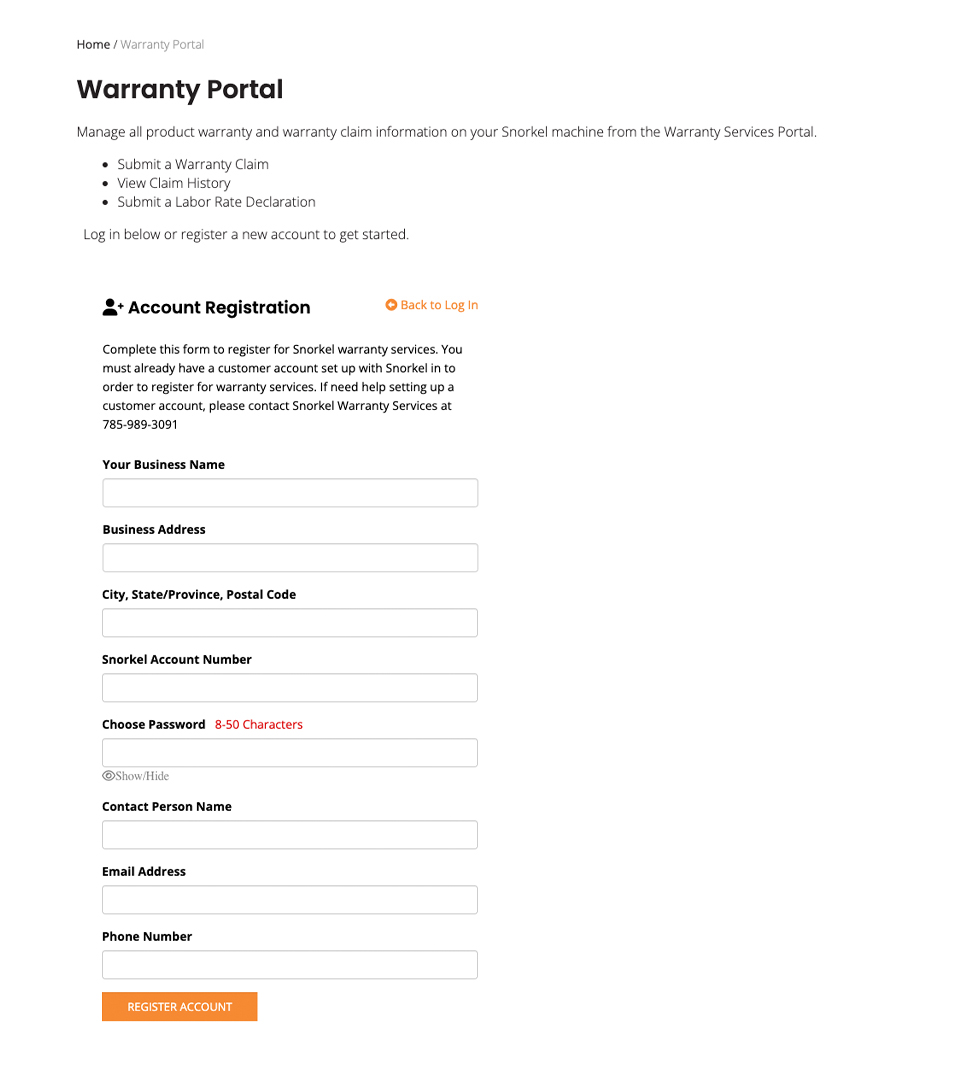 Home / Warranty Portal
Warranty Portal
Manage all product warranty and warranty claim information on your Snorkel machine from the Warranty Services Portal.
Submit a Warranty Claim
View Claim History
Submit a Labor Rate Declaration
Log in below or register a new account to get started.
Account Registration
Back to Log In
Complete this form to register for Snorkel warranty services. You
must already have a customer account set up with Snorkel in to
order to register for warranty services. If need help setting up a
customer account, please contact Snorkel Warranty Services at
785-989-3091
Your Business Name
Business Address
City, State/Province, Postal Code
Snorkel Account Number
Choose Password 8-50 Characters
Show/Hide
Contact Person Name
Email Address
Phone Number
REGISTER ACCOUNT